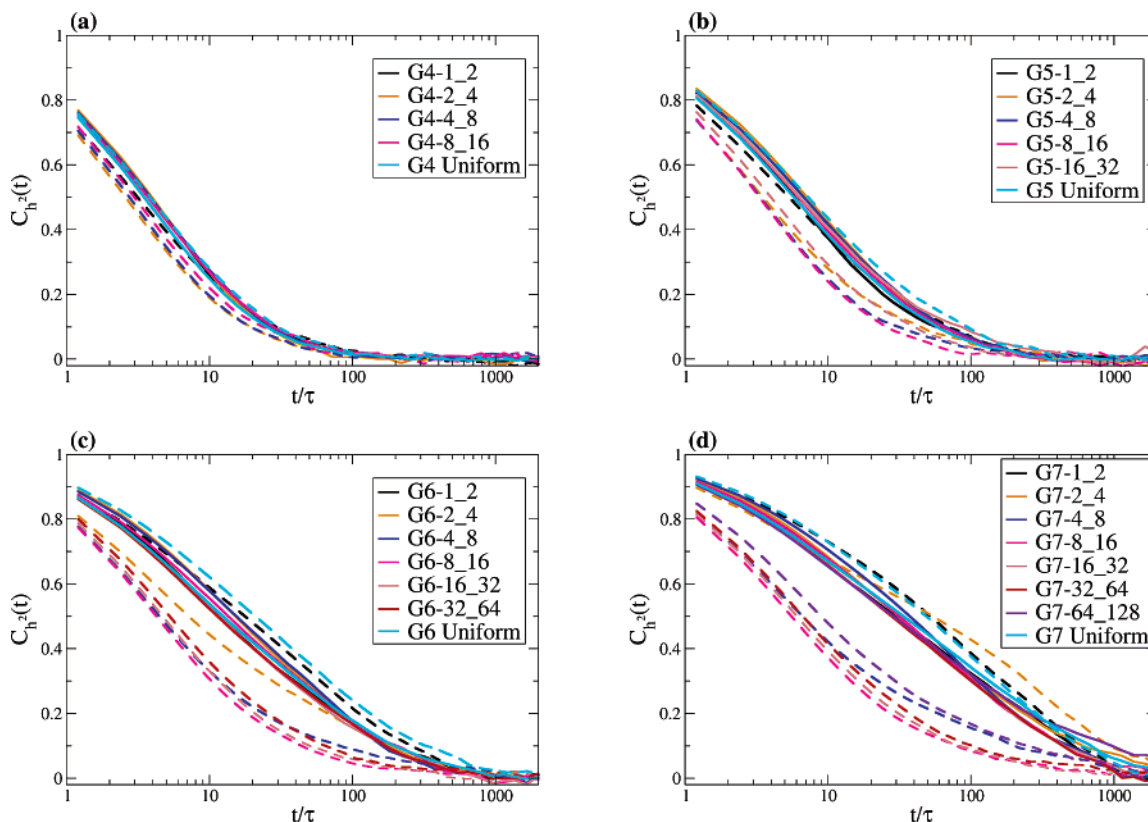 (a)
1
0.8
0.6
0.4
0.2
0
C_h²(t)
1 10 100 1000
t/τ
G4-1_2
G4-2_4
G4-4_8
G4-8_16
G4 Uniform
(b)
1
0.8
0.6
0.4
0.2
0
C_h²(t)
1 10 100 1000
t/τ
G5-1_2
G5-2_4
G5-4_8
G5-8_16
G5-16_32
G5 Uniform
(c)
1
0.8
0.6
0.4
0.2
0
C_h²(t)
1 10 100 1000
t/τ
G6-1_2
G6-2_4
G6-4_8
G6-8_16
G6-16_32
G6-32_64
G6 Uniform
(d)
1
0.8
0.6
0.4
0.2
0
C_h²(t)
1 10 100 1000
t/τ
G7-1_2
G7-2_4
G7-4_8
G7-8_16
G7-16_32
G7-32_64
G7-64_128
G7 Uniform